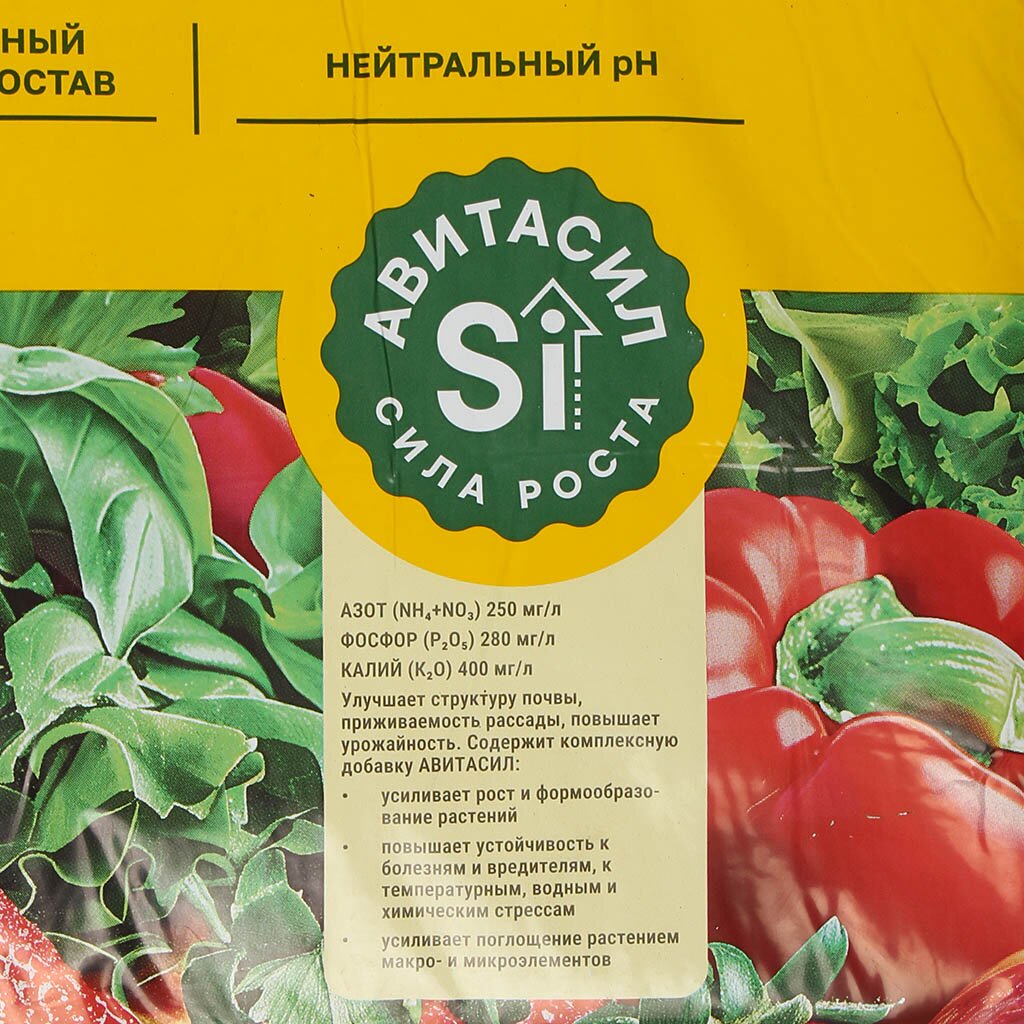 НЫЙ
ОСТАВ
НЕЙТРАЛЬНЫЙ pH
АВИТАСИЛ
Si
СИЛА РОСТА
АЗОТ (NH₄+NO₃) 250 мг/л
ФОСФОР (P₂O₅) 280 мг/л
КАЛИЙ (K₂O) 400 мг/л
Улучшает структуру почвы,
приживаемость рассады, повышает
урожайность. Содержит комплексную
добавку АВИТАСИЛ:
• усиливает рост и формообразо-
вание растений
• повышает устойчивость к
болезням и вредителям, к
температурным, водным и
химическим стрессам
• усиливает поглощение растением
макро- и микроэлементов